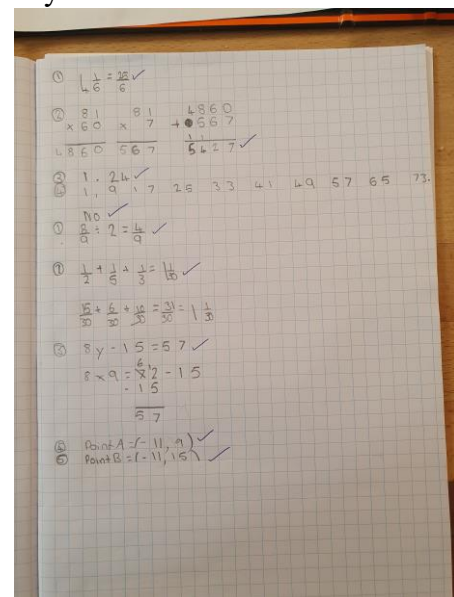 ① 4 1/6 = 25/6 ✓
② 81 81 4860
× 60 × 7 + 567
4860 567 5427 ✓
③ 1.24 ✓
④ 1, 9 17 25 33 41 49 57 65 73.
No ✓
① 8/9 ÷ 2 = 4/9 ✓
② 1/2 + 1/5 + 1/3 = 1 1/30 ✓
15/30 + 6/30 + 10/30 = 31/30 = 1 1/30
③ 8y - 15 = 57 ✓
8 × 9 = 72 - 15
- 15
57
④ Point A = (-11, 9) ✓
⑤ Point B = (-11, 15) ✓